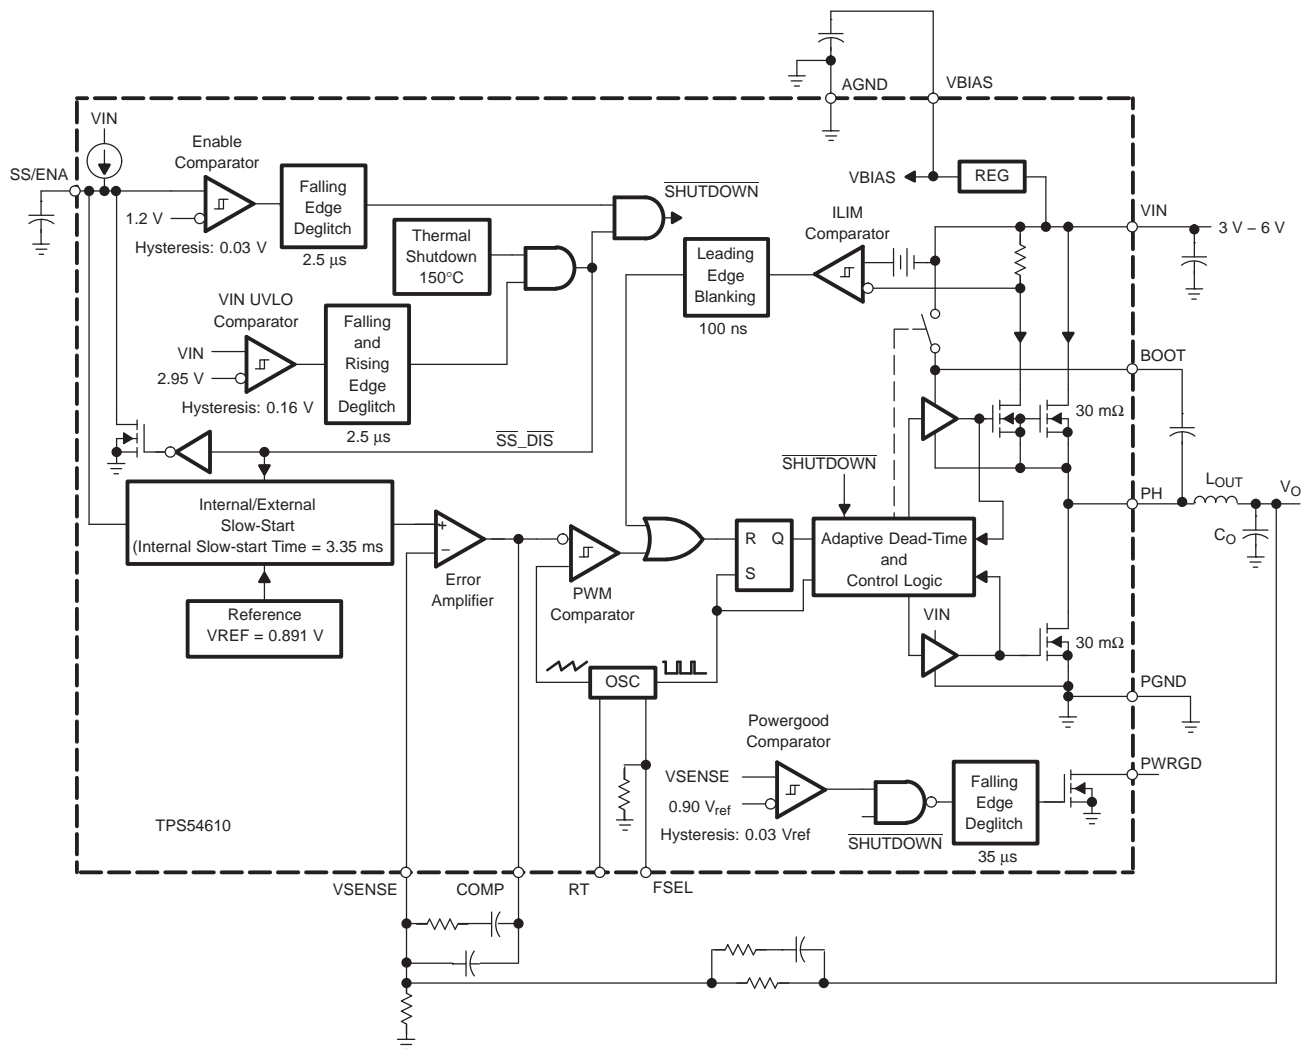 AGND
VBIAS
VIN
Enable
Comparator
SS/ENA
1.2 V
Hysteresis: 0.03 V
Falling
Edge
Deglitch
2.5 µs
SHUTDOWN
Thermal
Shutdown
150°C
VIN UVLO
Comparator
VIN
2.95 V
Hysteresis: 0.16 V
Falling
and
Rising
Edge
Deglitch
2.5 µs
SS_DIS
Leading
Edge
Blanking
100 ns
ILIM
Comparator
VBIAS
REG
VIN
3 V – 6 V
BOOT
30 mΩ
SHUTDOWN
PH
LOUT
VO
CO
Internal/External
Slow-Start
(Internal Slow-start Time = 3.35 ms
Reference
VREF = 0.891 V
+
−
Error
Amplifier
PWM
Comparator
R Q
S
Adaptive Dead-Time
and
Control Logic
VIN
30 mΩ
OSC
PGND
Powergood
Comparator
VSENSE
0.90 Vref
Hysteresis: 0.03 Vref
SHUTDOWN
Falling
Edge
Deglitch
35 µs
PWRGD
TPS54610
VSENSE
COMP
RT
FSEL